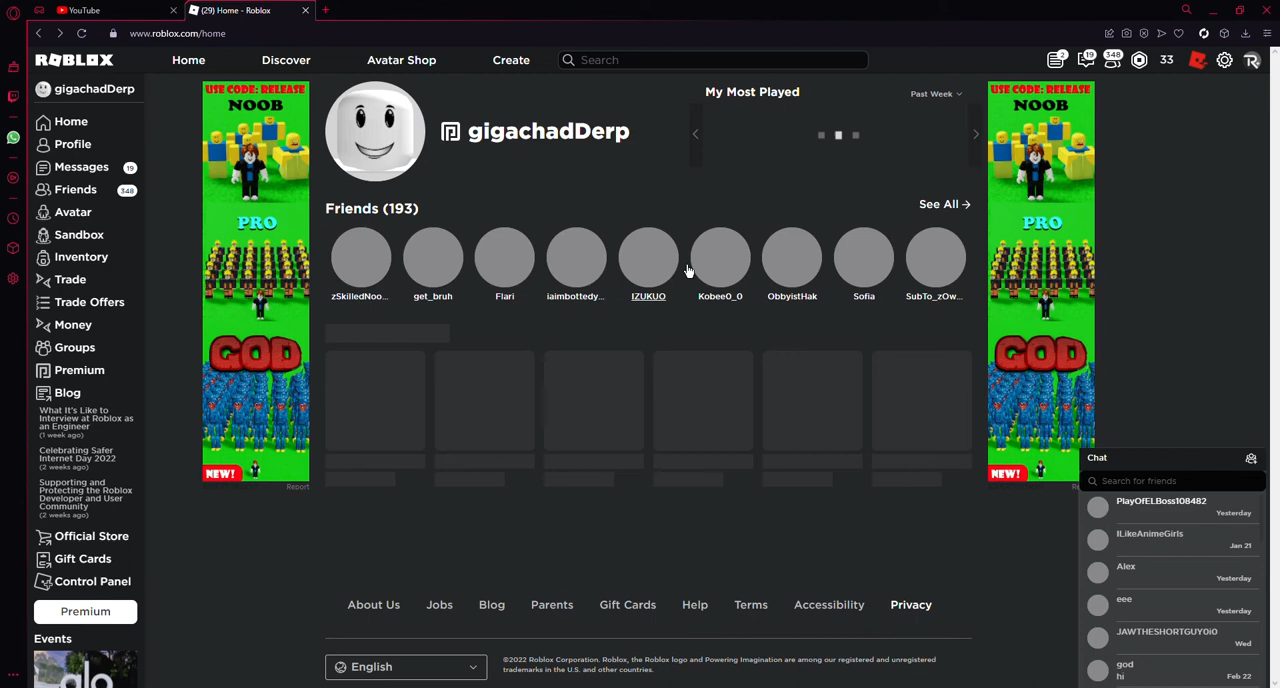 YouTube
(29) Home - Roblox
www.roblox.com/home
ROBLOX
Home
Discover
Avatar Shop
Create
Search
2
19
348
33
gigachadDerp
Home
Profile
Messages
19
Friends
348
Avatar
Sandbox
Inventory
Trade
Trade Offers
Money
Groups
Premium
Blog
What It's Like to
Interview at Roblox as
an Engineer
(1 week ago)
Celebrating Safer
Internet Day 2022
(2 weeks ago)
Supporting and
Protecting the Roblox
Developer and User
Community
(2 weeks ago)
Official Store
Gift Cards
Control Panel
Premium
Events
alo
USE CODE: RELEASE
NOOB
PRO
GOD
NEW!
Report
gigachadDerp
My Most Played
Past Week
Friends (193)
See All
zSkilledNoo...
get_bruh
Flari
iaimbottedy...
IZUKUO
Kobee0_0
ObbyistHak
Sofia
SubTo_zOw...
USE CODE: RELEASE
NOOB
PRO
GOD
NEW!
Re
Chat
Search for friends
PlayOfELBoss108482
Yesterday
ILikeAnimeGirls
Jan 21
Alex
Yesterday
eee
Yesterday
JAWTHESHORTGUY0i0
Wed
god
hi
Feb 22
About Us
Jobs
Blog
Parents
Gift Cards
Help
Terms
Accessibility
Privacy
English
©2022 Roblox Corporation. Roblox, the Roblox logo and Powering Imagination are among our registered and unregistered
trademarks in the U.S. and other countries.